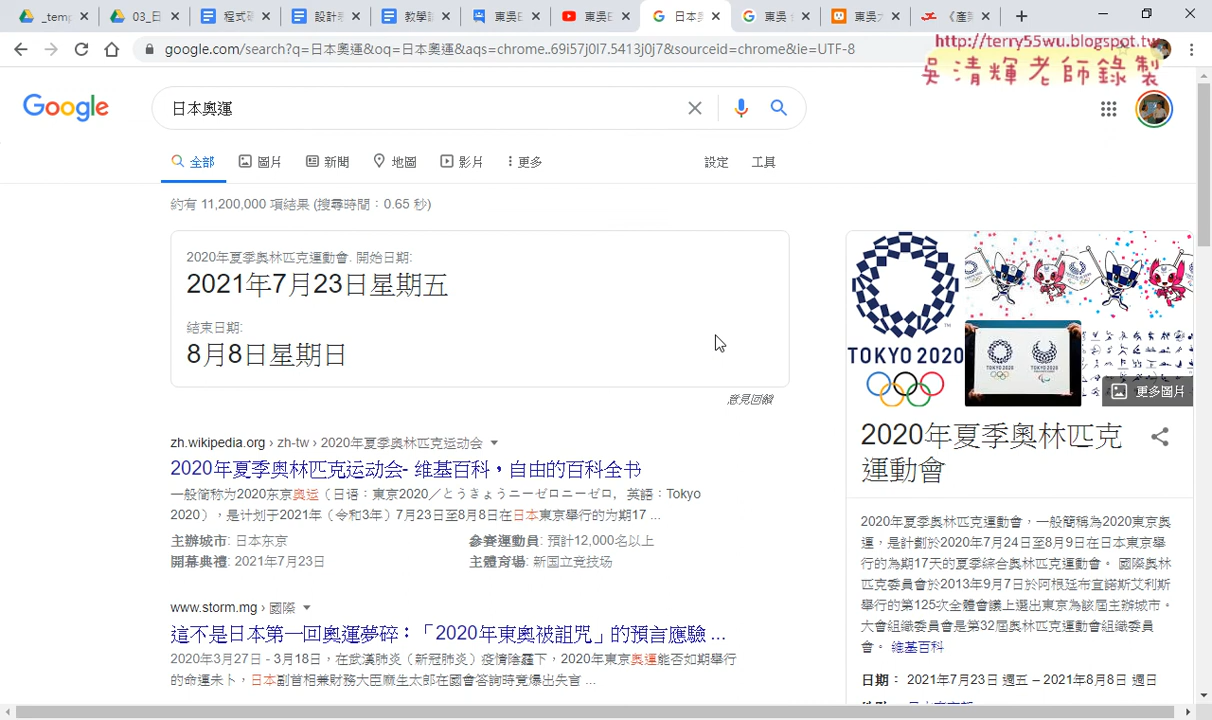 _temp
03_日
程式碼
設計平
教學設
東吳E
東吳E
日本奧
東吳 -
東吳大
《產業
google.com/search?q=日本奧運&oq=日本奧運&aqs=chrome..69i57j0l7.5413j0j7&sourceid=chrome&ie=UTF-8
http://terry55wu.blogspot.tw
吳清輝老師錄製
Google
日本奧運
全部
圖片
新聞
地圖
影片
更多
設定
工具
約有 11,200,000 項結果 (搜尋時間:0.65 秒)
2020年夏季奧林匹克運動會. 開始日期:
2021年7月23日星期五
结束日期:
8月8日星期日
意見回饋
zh.wikipedia.org › zh-tw › 2020年夏季奥林匹克运动会
2020年夏季奥林匹克运动会- 维基百科,自由的百科全书
一般简称为2020东京奥运(日语:東京2020/とうきょうニーゼロニーゼロ, 英語:Tokyo
2020),是计划于2021年(令和3年)7月23日至8月8日在日本東京举行的为期17 ...
主辦城市: 日本东京
參賽運動員: 預計12,000名以上
開幕典禮: 2021年7月23日
主體育場: 新国立竞技场
www.storm.mg › 國際
這不是日本第一回奧運夢碎:「2020年東奧被詛咒」的預言應驗 ...
2020年3月27日 - 3月18日,在武漢肺炎(新冠肺炎)疫情陰霾下,2020年東京奧運能否如期舉行
的命運未卜,日本副首相兼財務大臣麻生太郎在國會答詢時竟爆出失言 ...
TOKYO 2020
更多圖片
2020年夏季奧林匹克
運動會
2020年夏季奧林匹克運動會,一般簡稱為2020東京奧
運,是計劃於2020年7月24日至8月9日在日本東京舉
行的為期17天的夏季綜合奧林匹克運動會。 國際奧林
匹克委員會於2013年9月7日於阿根廷布宜諾斯艾利斯
舉行的第125次全體會議上選出東京為該屆主辦城市。
大會組織委員會是第32屆奧林匹克運動會組織委員
會。 維基百科
日期: 2021年7月23日 週五 – 2021年8月8日 週日